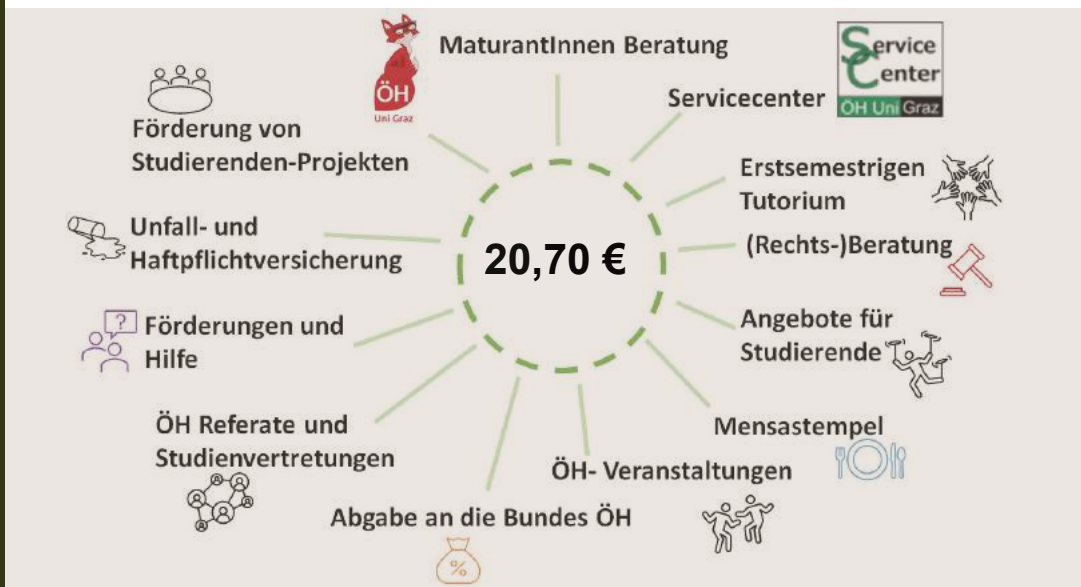 MaturantInnen Beratung
Service
Center
ÖH Uni Graz
Servicecenter
ÖH
Uni Graz
Förderung von
Studierenden-Projekten
Erstsemestrigen
Tutorium
Unfall- und
Haftpflichtversicherung
(Rechts-)Beratung
20,70 €
Förderungen und
Hilfe
?
Angebote für
Studierende
ÖH Referate und
Studienvertretungen
Mensastempel
ÖH- Veranstaltungen
Abgabe an die Bundes ÖH
%